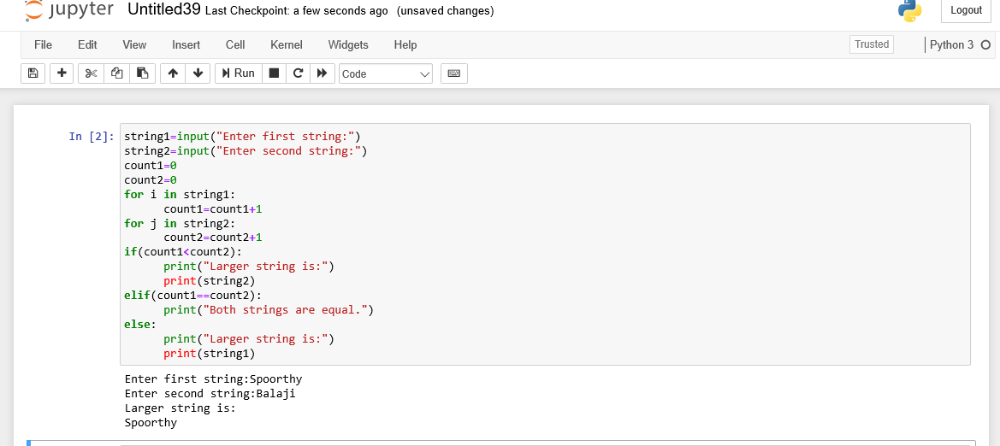 jupyter Untitled39 Last Checkpoint: a few seconds ago (unsaved changes) Logout
File Edit View Insert Cell Kernel Widgets Help Trusted Python 3
Run Code
In [2]: string1=input("Enter first string:")
string2=input("Enter second string:")
count1=0
count2=0
for i in string1:
      count1=count1+1
for j in string2:
      count2=count2+1
if(count1<count2):
      print("Larger string is:")
      print(string2)
elif(count1==count2):
      print("Both strings are equal.")
else:
      print("Larger string is:")
      print(string1)
Enter first string:Spoorthy
Enter second string:Balaji
Larger string is:
Spoorthy